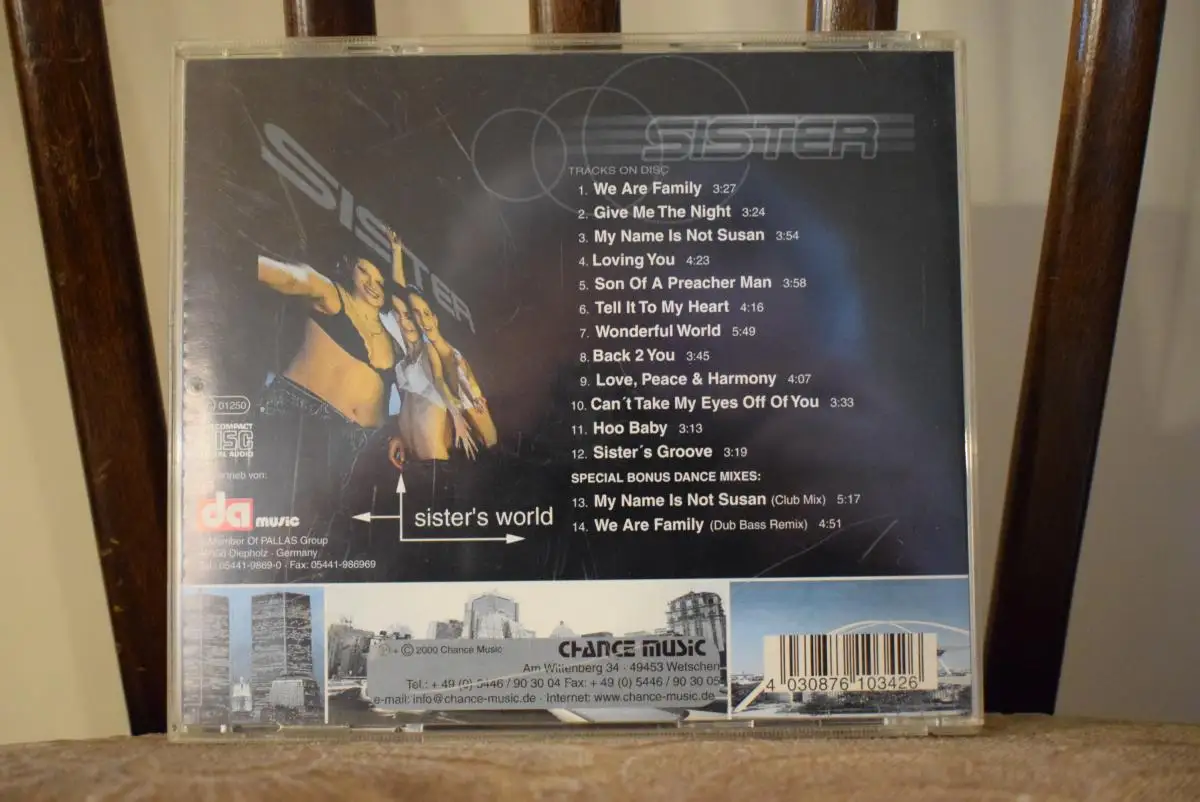 SISTER
SISTER
TRACKS ON DISC
1. We Are Family 3:27
2. Give Me The Night 3:24
3. My Name Is Not Susan 3:54
4. Loving You 4:23
5. Son Of A Preacher Man 3:58
6. Tell It To My Heart 4:16
7. Wonderful World 5:49
8. Back 2 You 3:45
9. Love, Peace & Harmony 4:07
10. Can´t Take My Eyes Off Of You 3:33
11. Hoo Baby 3:13
12. Sister´s Groove 3:19
SPECIAL BONUS DANCE MIXES:
13. My Name Is Not Susan (Club Mix) 5:17
14. We Are Family (Dub Bass Remix) 4:51
01250
COMPACT
DISC
DIGITAL AUDIO
von:
da music
Member Of PALLAS Group
Diepholz · Germany
Tel.: 05441-9869-0 · Fax: 05441-986969
sister's world
℗ + © 2000 Chance Music
CHANCE MUSIC
Am Wittenberg 34 · 49453 Wetschen
Tel.: + 49 (0) 5446 / 90 30 04 Fax: + 49 (0) 5446 / 90 30 05
e-mail: info@chance-music.de · Internet: www.chance-music.de
4 030876 103426